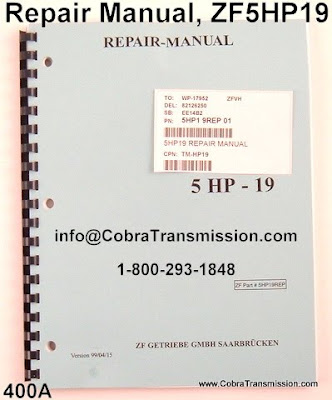 Repair Manual, ZF5HP19
REPAIR-MANUAL
TO: WP-17952 ZFVH
DEL: 82126250
SB: EE14B2
PN: 5HP1 9REP 01
5HP19 REPAIR MANUAL
CPN: TM-HP19
5 HP - 19
info@CobraTransmission.com
1-800-293-1848
ZF Part # 5HP19REP
ZF GETRIEBE GMBH SAARBRÜCKEN
Version 99/04/15
400A
www.CobraTransmission.com